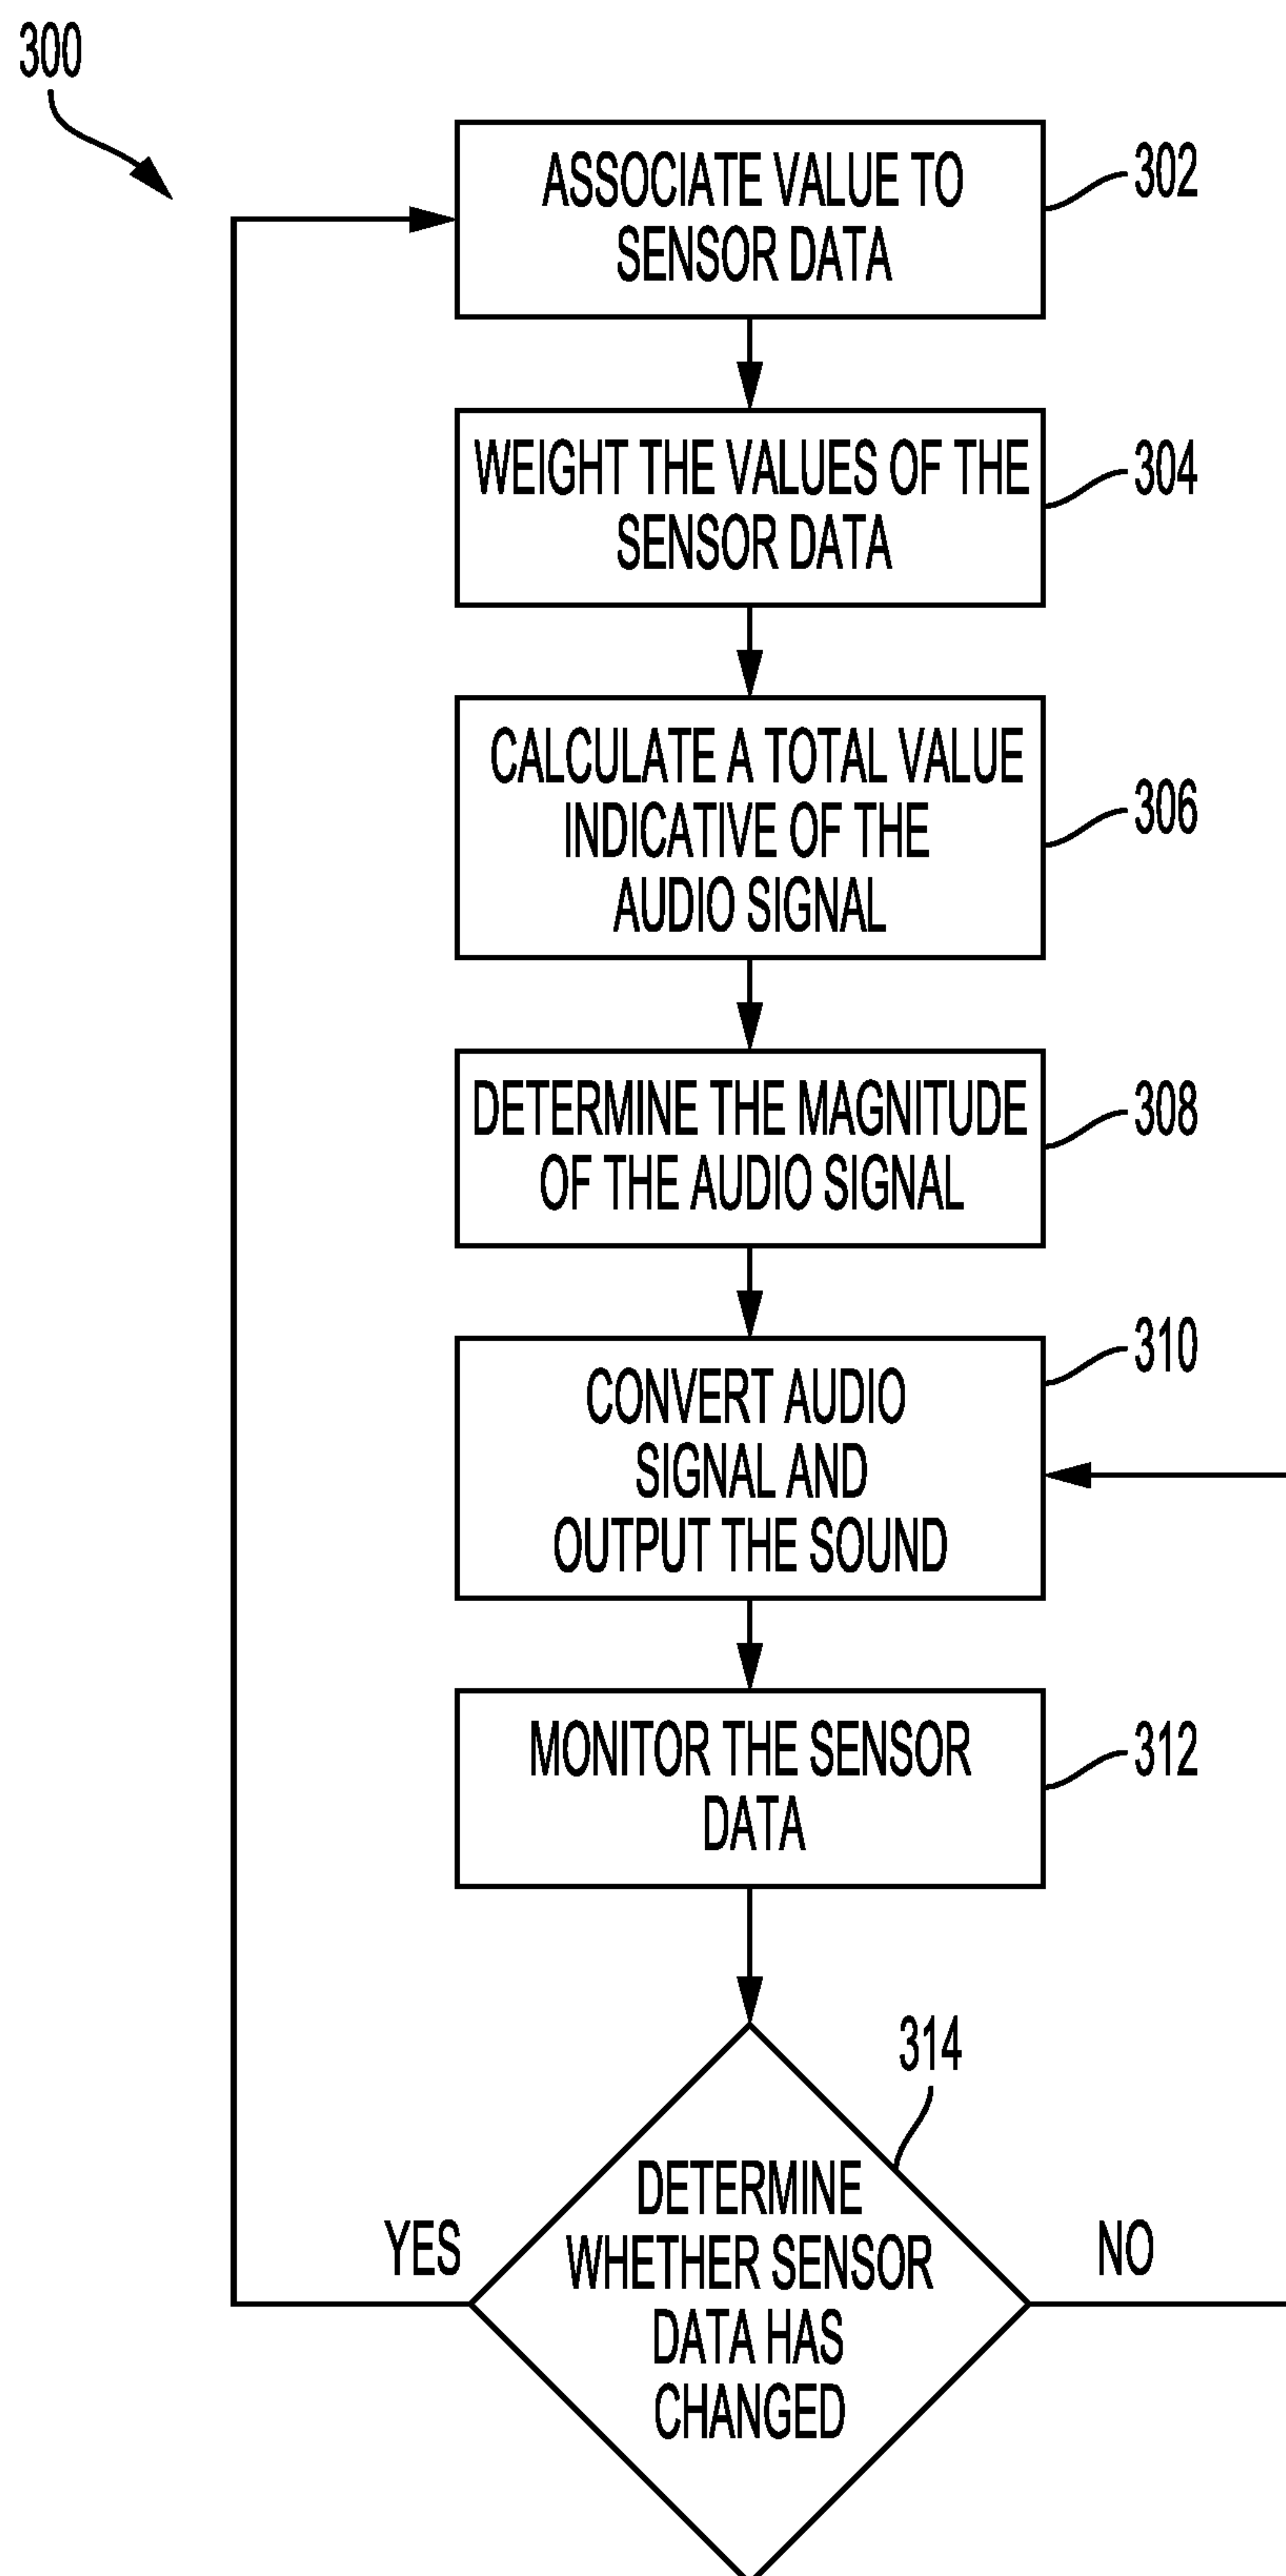 300
ASSOCIATE VALUE TO
SENSOR DATA
302
WEIGHT THE VALUES OF THE
SENSOR DATA
304
CALCULATE A TOTAL VALUE
INDICATIVE OF THE
AUDIO SIGNAL
306
DETERMINE THE MAGNITUDE
OF THE AUDIO SIGNAL
308
CONVERT AUDIO
SIGNAL AND
OUTPUT THE SOUND
310
MONITOR THE SENSOR
DATA
312
314
DETERMINE
WHETHER SENSOR
DATA HAS
CHANGED
YES
NO